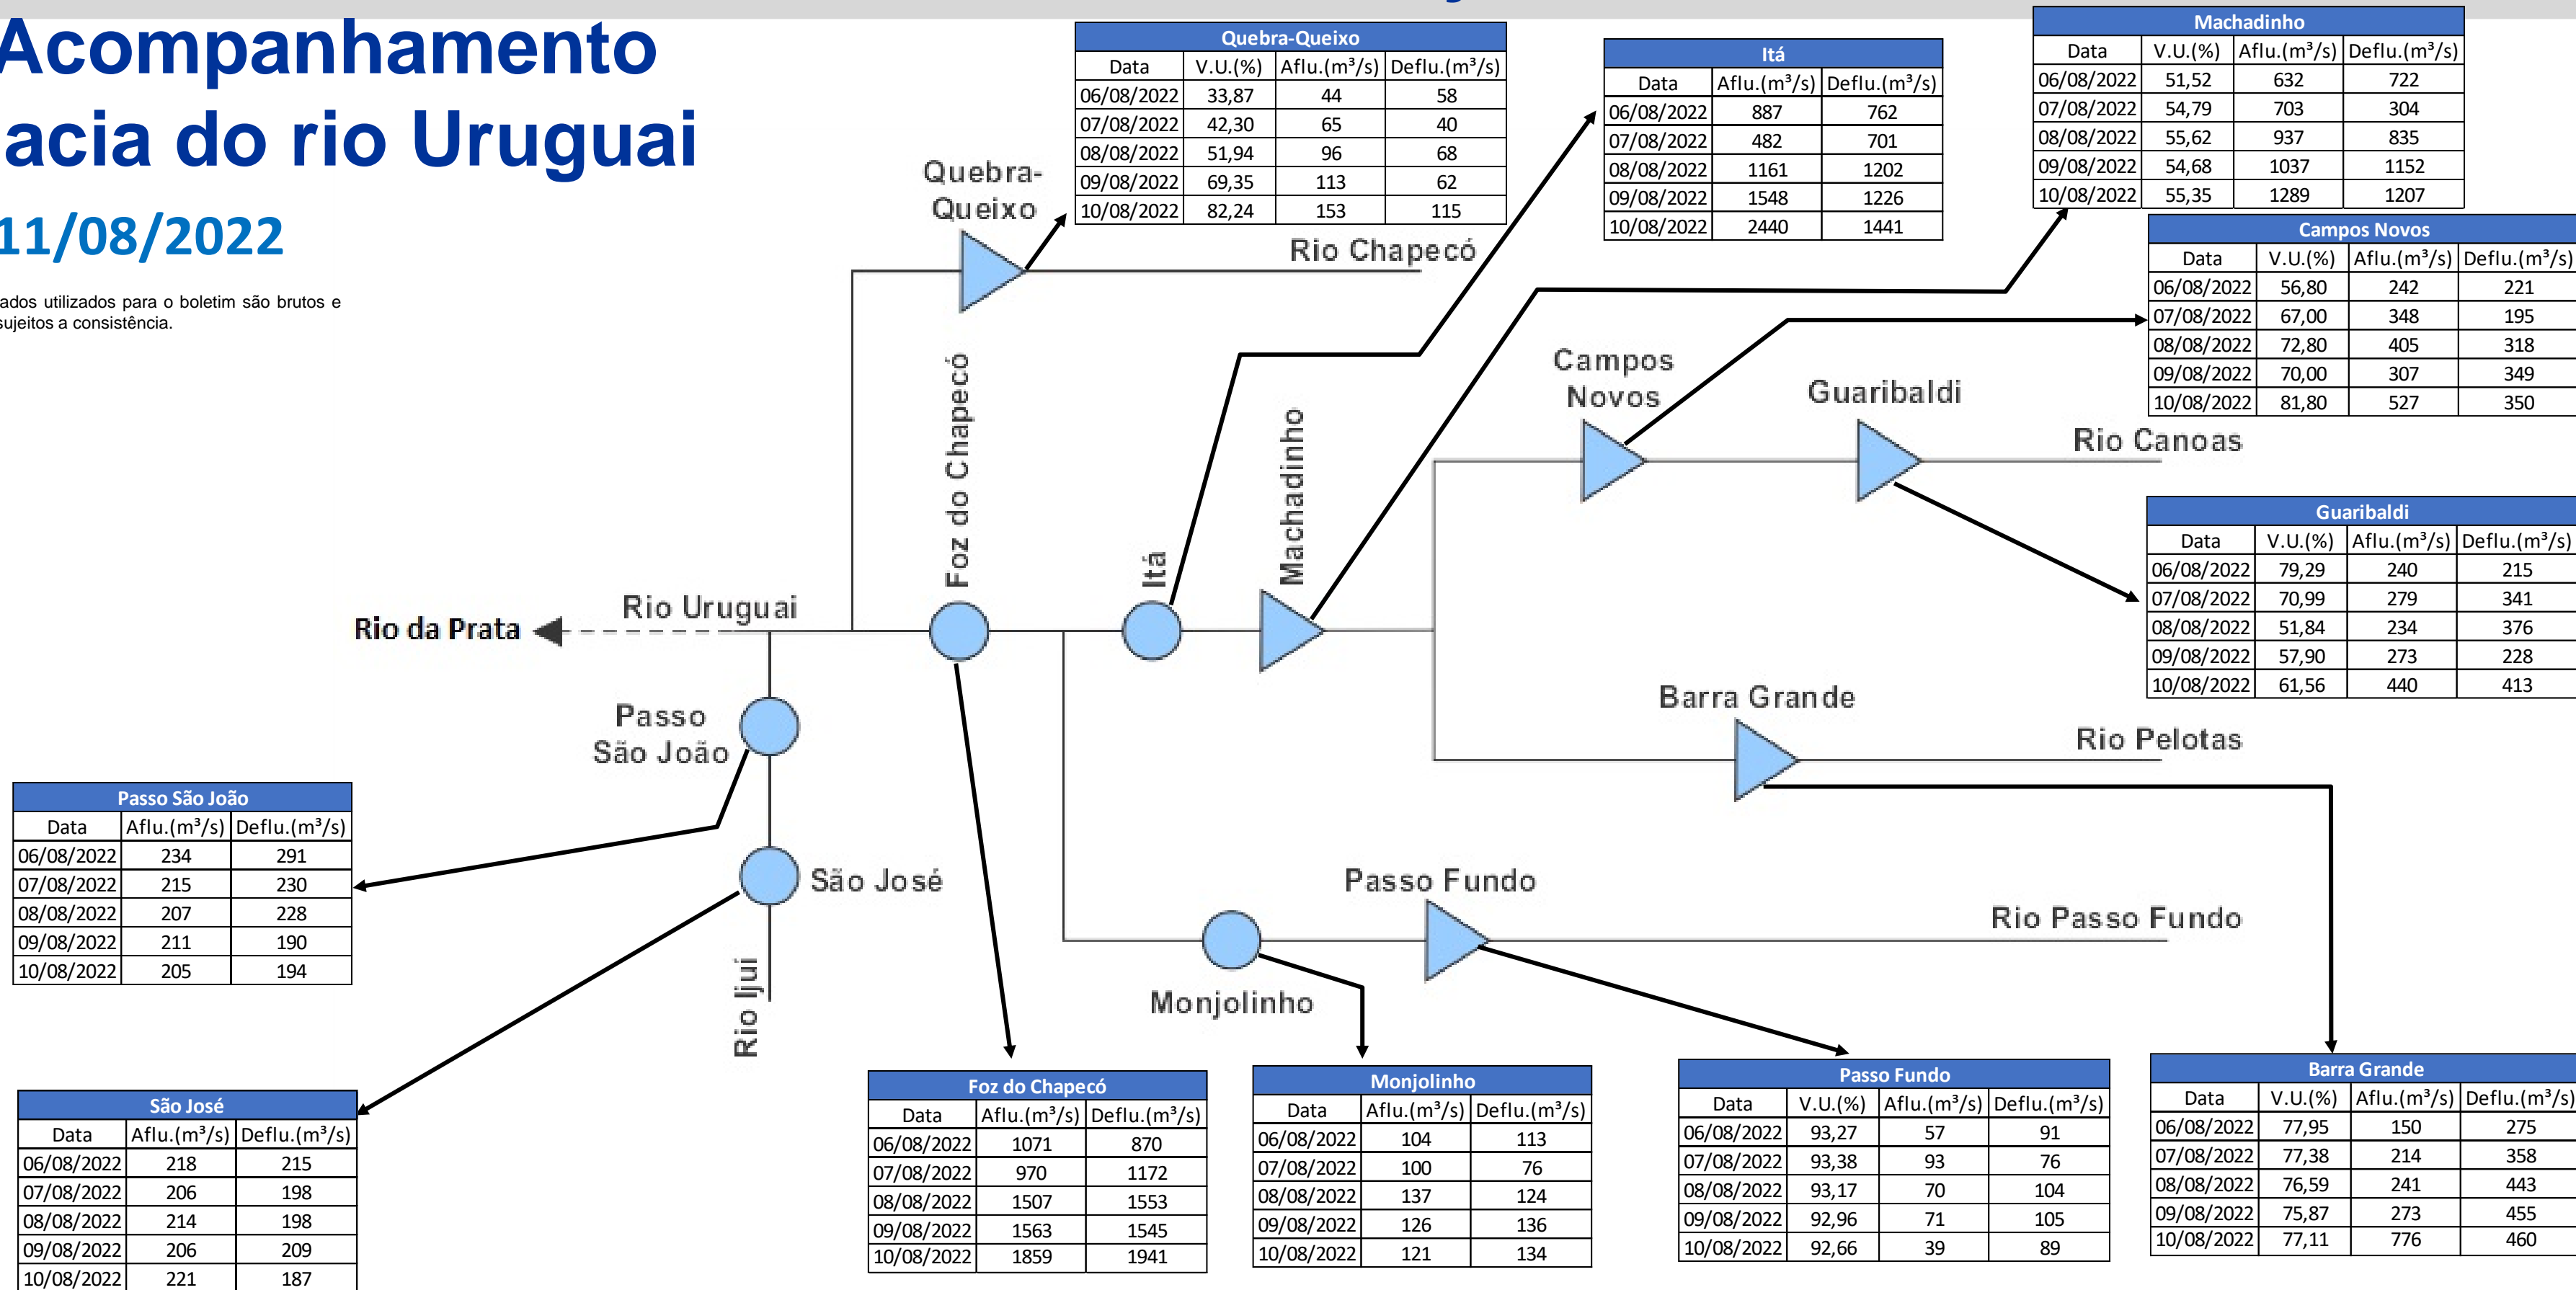 Acompanhamento
acia do rio Uruguai
11/08/2022
ados utilizados para o boletim são brutos e
sujeitos a consistência.
Quebra-Queixo
Data V.U.(%) Aflu.(m³/s) Deflu.(m³/s)
06/08/2022 33,87 44 58
07/08/2022 42,30 65 40
08/08/2022 51,94 96 68
09/08/2022 69,35 113 62
10/08/2022 82,24 153 115
Itá
Data Aflu.(m³/s) Deflu.(m³/s)
06/08/2022 887 762
07/08/2022 482 701
08/08/2022 1161 1202
09/08/2022 1548 1226
10/08/2022 2440 1441
Machadinho
Data V.U.(%) Aflu.(m³/s) Deflu.(m³/s)
06/08/2022 51,52 632 722
07/08/2022 54,79 703 304
08/08/2022 55,62 937 835
09/08/2022 54,68 1037 1152
10/08/2022 55,35 1289 1207
Campos Novos
Data V.U.(%) Aflu.(m³/s) Deflu.(m³/s)
06/08/2022 56,80 242 221
07/08/2022 67,00 348 195
08/08/2022 72,80 405 318
09/08/2022 70,00 307 349
10/08/2022 81,80 527 350
Quebra-
Queixo
Rio Chapecó
Foz do Chapecó
Itá
Machadinho
Campos
Novos
Guaribaldi
Rio Canoas
Guaribaldi
Data V.U.(%) Aflu.(m³/s) Deflu.(m³/s)
06/08/2022 79,29 240 215
07/08/2022 70,99 279 341
08/08/2022 51,84 234 376
09/08/2022 57,90 273 228
10/08/2022 61,56 440 413
Rio da Prata
Rio Uruguai
Barra Grande
Rio Pelotas
Passo
São João
São José
Rio Ijuí
Passo Fundo
Rio Passo Fundo
Monjolinho
Passo São João
Data Aflu.(m³/s) Deflu.(m³/s)
06/08/2022 234 291
07/08/2022 215 230
08/08/2022 207 228
09/08/2022 211 190
10/08/2022 205 194
São José
Data Aflu.(m³/s) Deflu.(m³/s)
06/08/2022 218 215
07/08/2022 206 198
08/08/2022 214 198
09/08/2022 206 209
10/08/2022 221 187
Foz do Chapecó
Data Aflu.(m³/s) Deflu.(m³/s)
06/08/2022 1071 870
07/08/2022 970 1172
08/08/2022 1507 1553
09/08/2022 1563 1545
10/08/2022 1859 1941
Monjolinho
Data Aflu.(m³/s) Deflu.(m³/s)
06/08/2022 104 113
07/08/2022 100 76
08/08/2022 137 124
09/08/2022 126 136
10/08/2022 121 134
Passo Fundo
Data V.U.(%) Aflu.(m³/s) Deflu.(m³/s)
06/08/2022 93,27 57 91
07/08/2022 93,38 93 76
08/08/2022 93,17 70 104
09/08/2022 92,96 71 105
10/08/2022 92,66 39 89
Barra Grande
Data V.U.(%) Aflu.(m³/s) Deflu.(m³/s)
06/08/2022 77,95 150 275
07/08/2022 77,38 214 358
08/08/2022 76,59 241 443
09/08/2022 75,87 273 455
10/08/2022 77,11 776 460